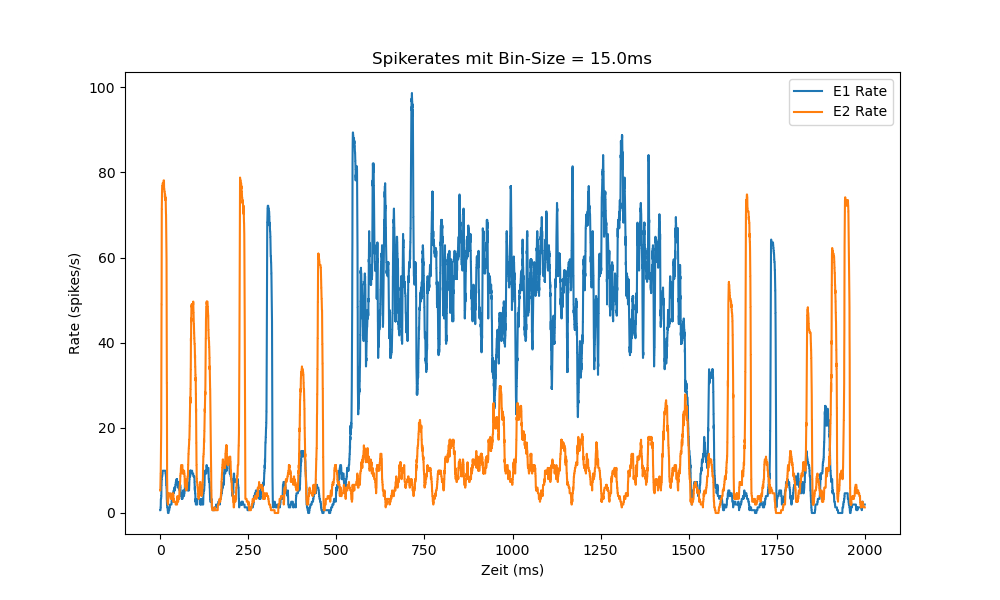 Spikerates mit Bin-Size = 15.0ms
E1 Rate
E2 Rate
Rate (spikes/s)
100
80
60
40
20
0
0 250 500 750 1000 1250 1500 1750 2000
Zeit (ms)